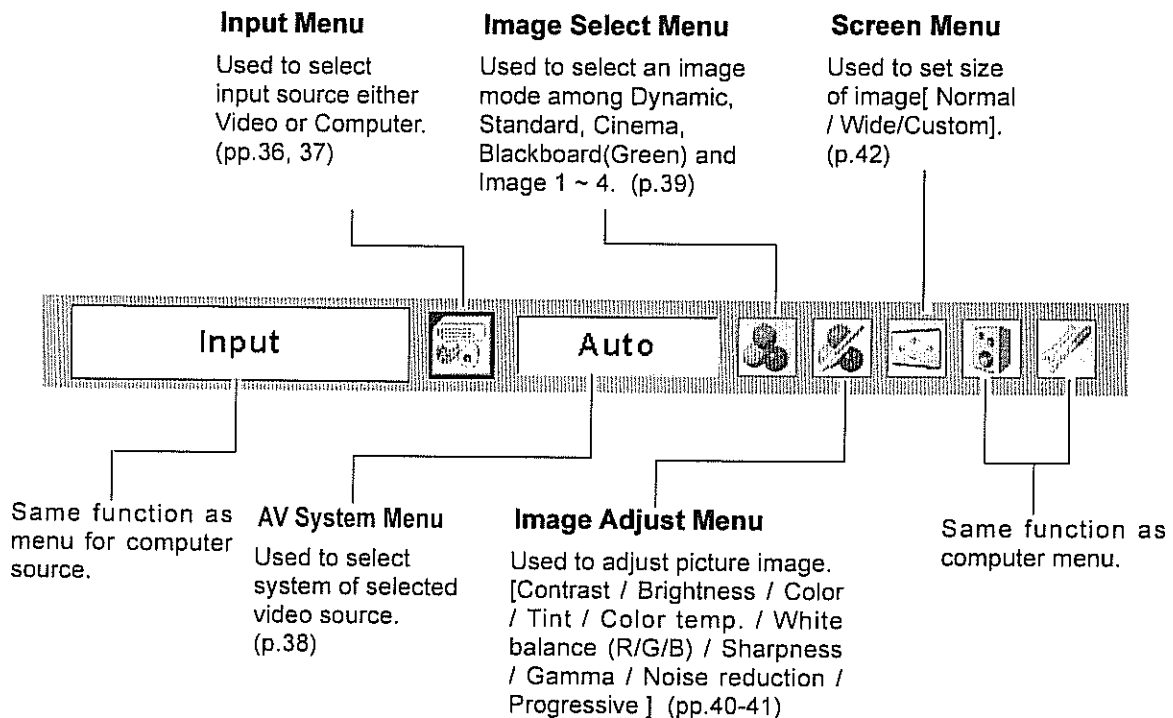 Input Menu
Used to select
input source either
Video or Computer.
(pp.36, 37)
Image Select Menu
Used to select an image
mode among Dynamic,
Standard, Cinema,
Blackboard(Green) and
Image 1 ~ 4. (p.39)
Screen Menu
Used to set size
of image[ Normal
/ Wide/Custom].
(p.42)
Input
Auto
Same function as
menu for computer
source.
AV System Menu
Used to select
system of selected
video source.
(p.38)
Image Adjust Menu
Used to adjust picture image.
[Contrast / Brightness / Color
/ Tint / Color temp. / White
balance (R/G/B) / Sharpness
/ Gamma / Noise reduction /
Progressive ] (pp.40-41)
Same function as
computer menu.